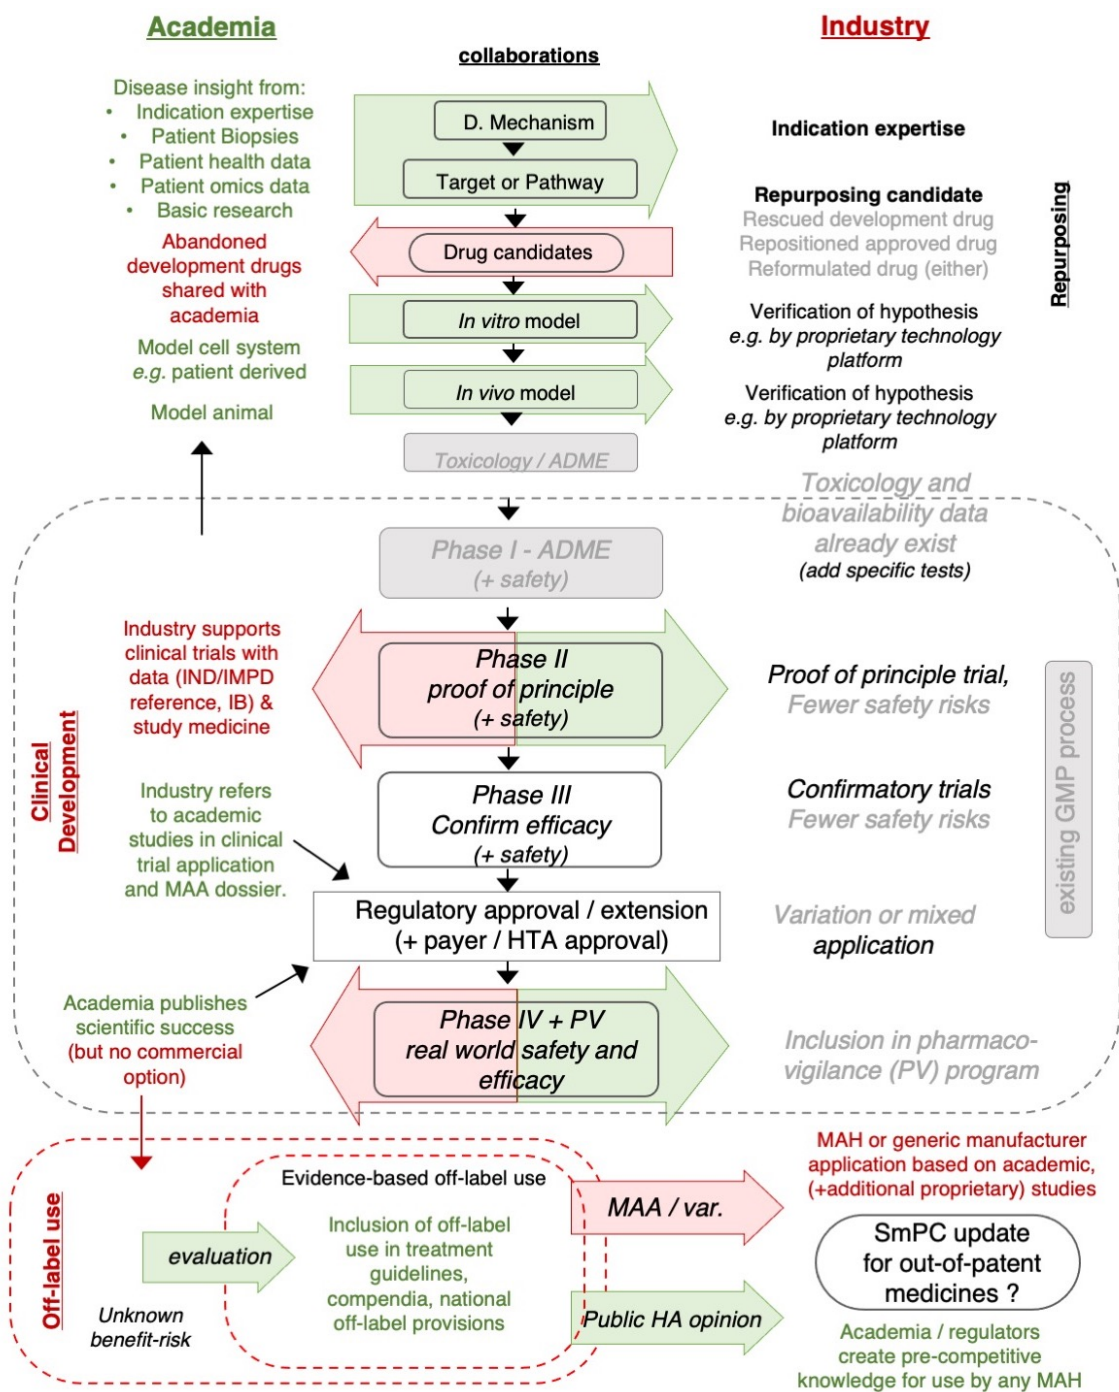 Academia
Industry
collaborations
Disease insight from:
• Indication expertise
• Patient Biopsies
• Patient health data
• Patient omics data
• Basic research
D. Mechanism
Target or Pathway
Indication expertise
Repurposing candidate
Rescued development drug
Repositioned approved drug
Reformulated drug (either)
Repurposing
Abandoned
development drugs
shared with
academia
Drug candidates
Model cell system
e.g. patient derived
In vitro model
Verification of hypothesis
e.g. by proprietary technology
platform
Model animal
In vivo model
Verification of hypothesis
e.g. by proprietary technology
platform
Toxicology / ADME
Toxicology and
bioavailability data
already exist
(add specific tests)
Phase I - ADME
(+ safety)
Clinical
Development
Industry supports
clinical trials with
data (IND/IMPD
reference, IB) &
study medicine
Phase II
proof of principle
(+ safety)
Proof of principle trial,
Fewer safety risks
existing GMP process
Industry refers
to academic
studies in clinical
trial application
and MAA dossier.
Phase III
Confirm efficacy
(+ safety)
Confirmatory trials
Fewer safety risks
Regulatory approval / extension
(+ payer / HTA approval)
Variation or mixed
application
Academia publishes
scientific success
(but no commercial
option)
Phase IV + PV
real world safety and
efficacy
Inclusion in pharmaco-
vigilance (PV) program
Off-label use
evaluation
Unknown
benefit-risk
Evidence-based off-label use
Inclusion of off-label
use in treatment
guidelines,
compendia, national
off-label provisions
MAA / var.
Public HA opinion
MAH or generic manufacturer
application based on academic,
(+additional proprietary) studies
SmPC update
for out-of-patent
medicines ?
Academia / regulators
create pre-competitive
knowledge for use by any MAH